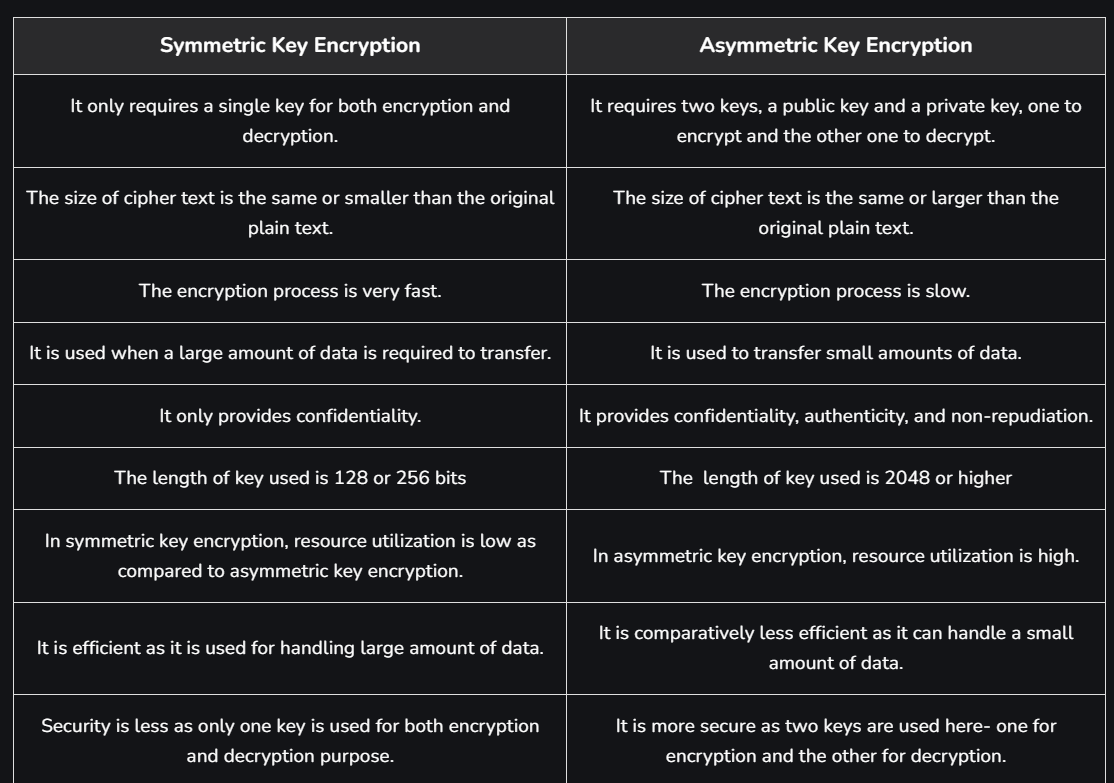 Symmetric Key Encryption
Asymmetric Key Encryption
It only requires a single key for both encryption and
decryption.
It requires two keys, a public key and a private key, one to
encrypt and the other one to decrypt.
The size of cipher text is the same or smaller than the original
plain text.
The size of cipher text is the same or larger than the
original plain text.
The encryption process is very fast.
The encryption process is slow.
It is used when a large amount of data is required to transfer.
It is used to transfer small amounts of data.
It only provides confidentiality.
It provides confidentiality, authenticity, and non-repudiation.
The length of key used is 128 or 256 bits
The  length of key used is 2048 or higher
In symmetric key encryption, resource utilization is low as
compared to asymmetric key encryption.
In asymmetric key encryption, resource utilization is high.
It is efficient as it is used for handling large amount of data.
It is comparatively less efficient as it can handle a small
amount of data.
Security is less as only one key is used for both encryption
and decryption purpose.
It is more secure as two keys are used here- one for
encryption and the other for decryption.